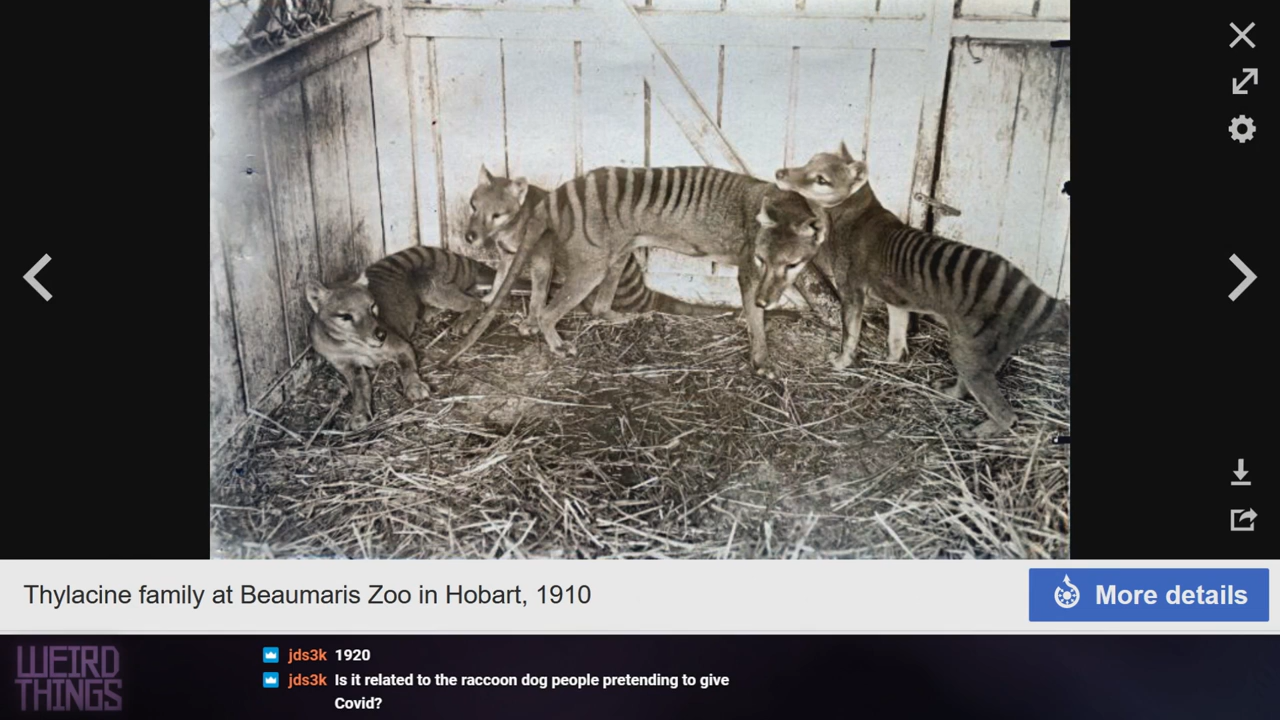 Thylacine family at Beaumaris Zoo in Hobart, 1910
More details
WEIRD
THINGS
jds3k 1920
jds3k Is it related to the raccoon dog people pretending to give
Covid?